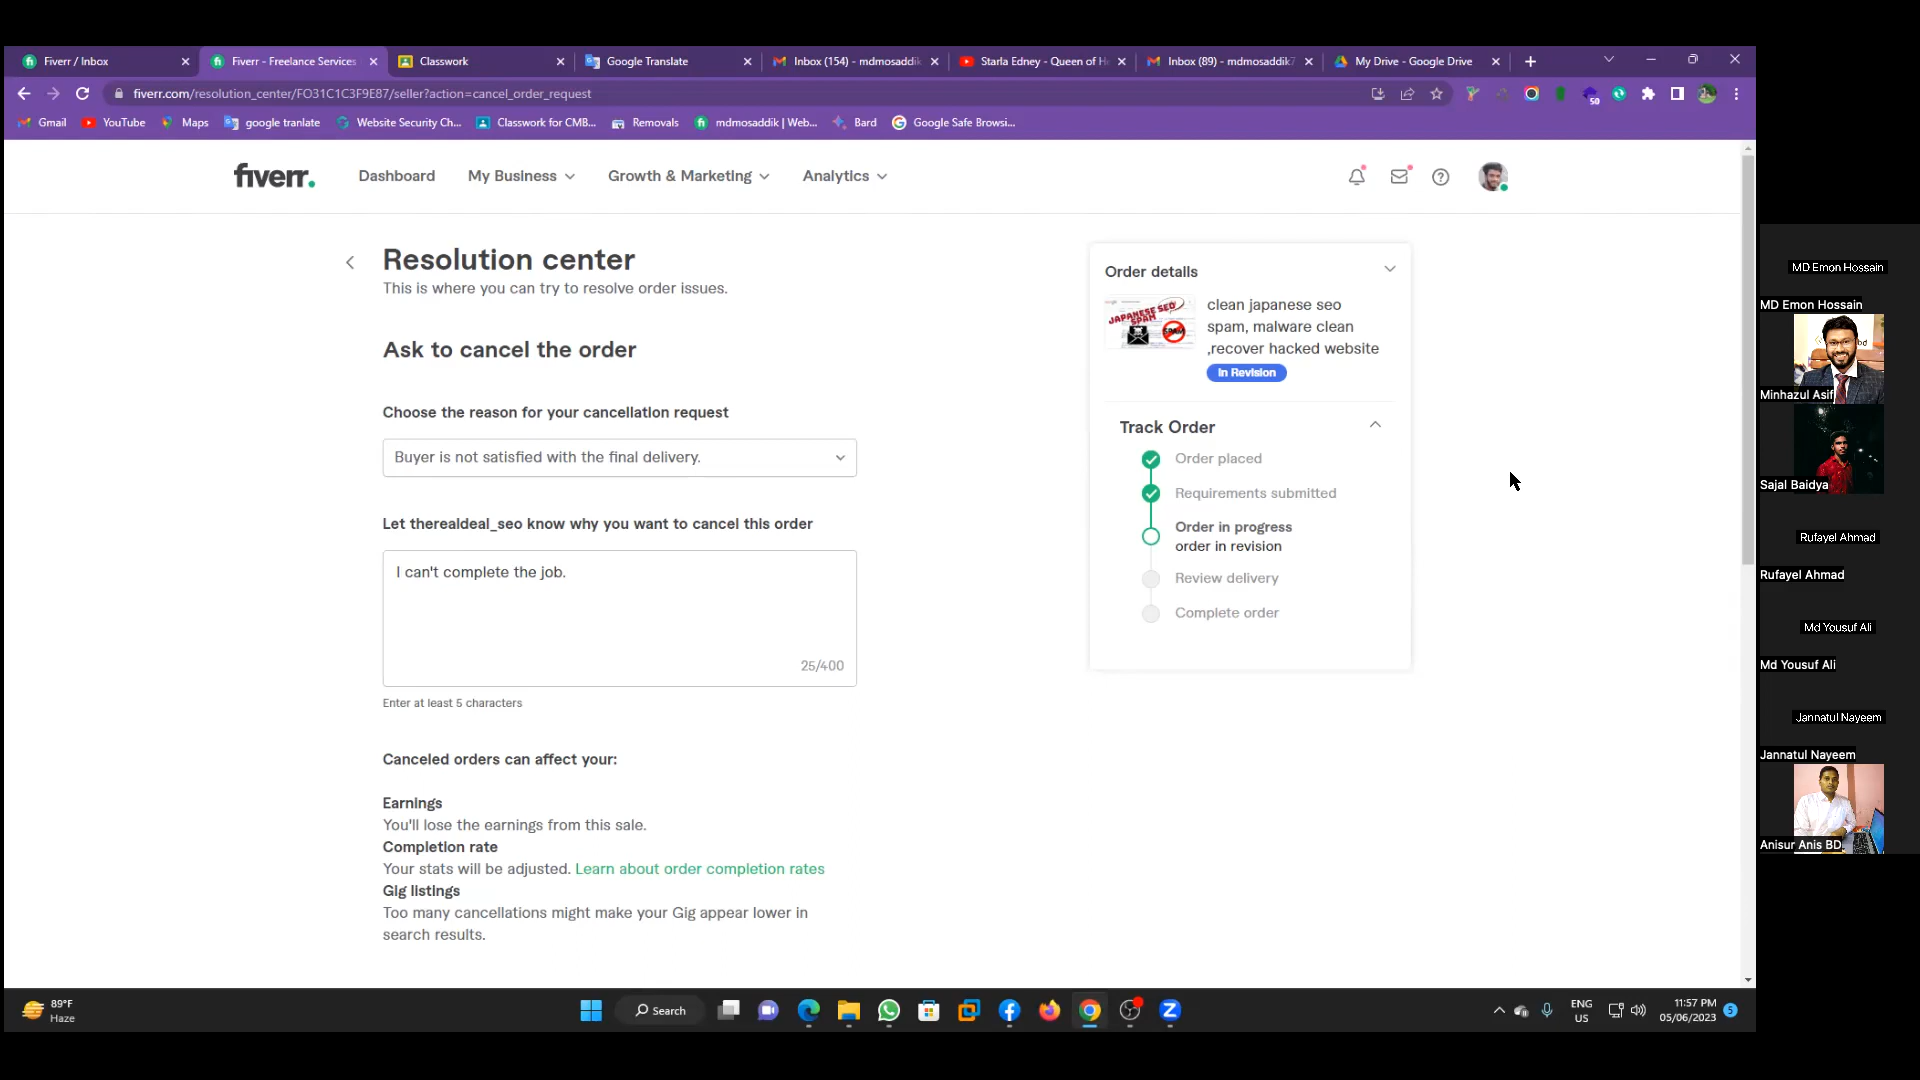 Fiverr / Inbox
Fiverr - Freelance Services
Classwork
Google Translate
Inbox (154) - mdmosaddik
Starla Edney - Queen of H
Inbox (89) - mdmosaddik7
My Drive - Google Drive
fiverr.com/resolution_center/FO31C1C3F9E87/seller?action=cancel_order_request
50
Gmail
YouTube
Maps
google tranlate
Website Security Ch...
Classwork for CMB...
Removals
mdmosaddik | Web...
Bard
Google Safe Browsi...
fiverr.
Dashboard
My Business
Growth & Marketing
Analytics
Resolution center
This is where you can try to resolve order issues.
Ask to cancel the order
Choose the reason for your cancellation request
Buyer is not satisfied with the final delivery.
Let therealdeal_seo know why you want to cancel this order
I can't complete the job.
25/400
Enter at least 5 characters
Canceled orders can affect your:
Earnings
You'll lose the earnings from this sale.
Completion rate
Your stats will be adjusted. Learn about order completion rates
Gig listings
Too many cancellations might make your Gig appear lower in
search results.
Order details
JAPANESE SEO
SPAM
clean japanese seo
spam, malware clean
,recover hacked website
In Revision
Track Order
Order placed
Requirements submitted
Order in progress
order in revision
Review delivery
Complete order
MD Emon Hossain
MD Emon Hossain
Minhazul Asif
Sajal Baidya
Rufayel Ahmad
Rufayel Ahmad
Md Yousuf Ali
Md Yousuf Ali
Jannatul Nayeem
Jannatul Nayeem
Anisur Anis BD
89°F
Haze
Search
ENG
US
11:57 PM
05/06/2023
5